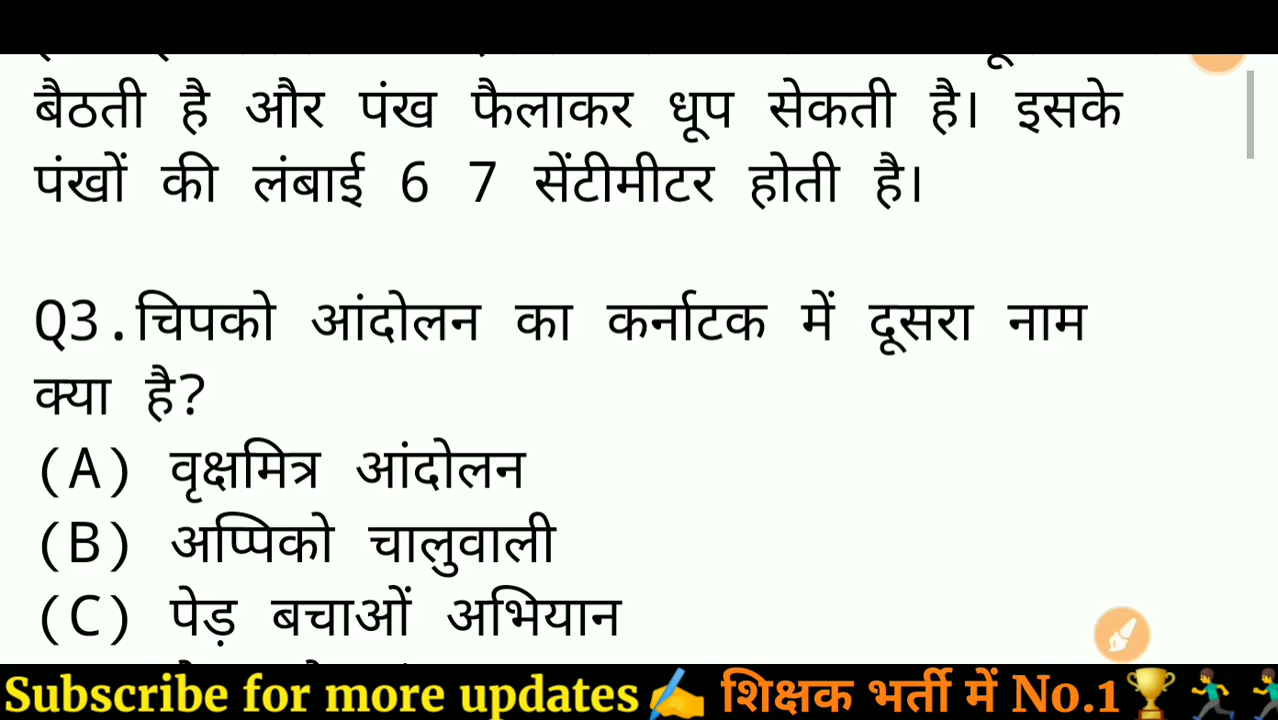 बैठती है और पंख फैलाकर धूप सेकती है। इसके
पंखों की लंबाई 6 7 सेंटीमीटर होती है।
Q3.चिपको आंदोलन का कर्नाटक में दूसरा नाम
क्या है?
(A) वृक्षमित्र आंदोलन
(B) अप्पिको चालुवाली
(C) पेड़ बचाओं अभियान
Subscribe for more updates✍️ शिक्षक भर्ती में No.1🏆🏃🏃